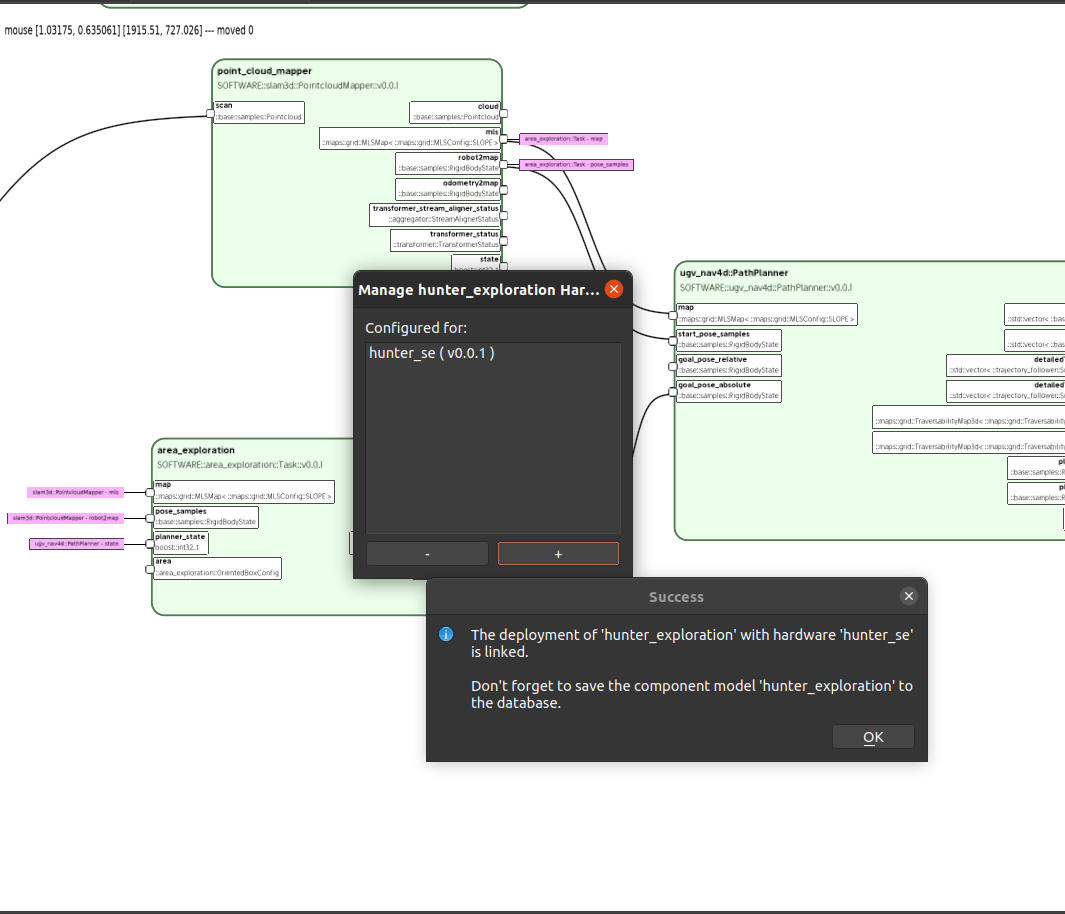 mouse [1.03175, 0.635061] [1915.51, 727.026] --- moved 0
point_cloud_mapper
SOFTWARE::slam3d::PointcloudMapper::v0.0.1
scan
::base::samples::Pointcloud
cloud
::base::samples::Pointcloud
mls
::maps::grid::MLSMap< ::maps::grid::MLSConfig::SLOPE >
robot2map
::base::samples::RigidBodyState
odometry2map
::base::samples::RigidBodyState
transformer_stream_aligner_status
::aggregator::StreamAlignerStatus
transformer_status
::transformer::TransformerStatus
state
boost::int32_t
area_exploration::Task - map
area_exploration::Task - pose_samples
ugv_nav4d::PathPlanner
SOFTWARE::ugv_nav4d::PathPlanner::v0.0.1
map
::maps::grid::MLSMap< ::maps::grid::MLSConfig::SLOPE >
start_pose_samples
::base::samples::RigidBodyState
goal_pose_relative
::base::samples::RigidBodyState
goal_pose_absolute
::base::samples::RigidBodyState
::std::vector< ::bas
::std::vector< ::bas
detailed
::std::vector< ::trajectory_follower::S
detailed
::std::vector< ::trajectory_follower::S
::maps::grid::TraversabilityMap3d< ::maps::grid::Traversabilit
::maps::grid::TraversabilityMap3d< ::maps::grid::Traversabilit
pl
::base::samples::R
pl
::base::samples::R
Manage hunter_exploration Har...
Configured for:
hunter_se ( v0.0.1 )
-
+
area_exploration
SOFTWARE::area_exploration::Task::v0.0.1
map
::maps::grid::MLSMap< ::maps::grid::MLSConfig::SLOPE >
pose_samples
::base::samples::RigidBodyState
planner_state
boost::int32_t
area
::area_exploration::OrientedBoxConfig
slam3d::PointcloudMapper - mls
slam3d::PointcloudMapper - robot2map
ugv_nav4d::PathPlanner - state
Success
The deployment of 'hunter_exploration' with hardware 'hunter_se'
is linked.
Don't forget to save the component model 'hunter_exploration' to
the database.
OK